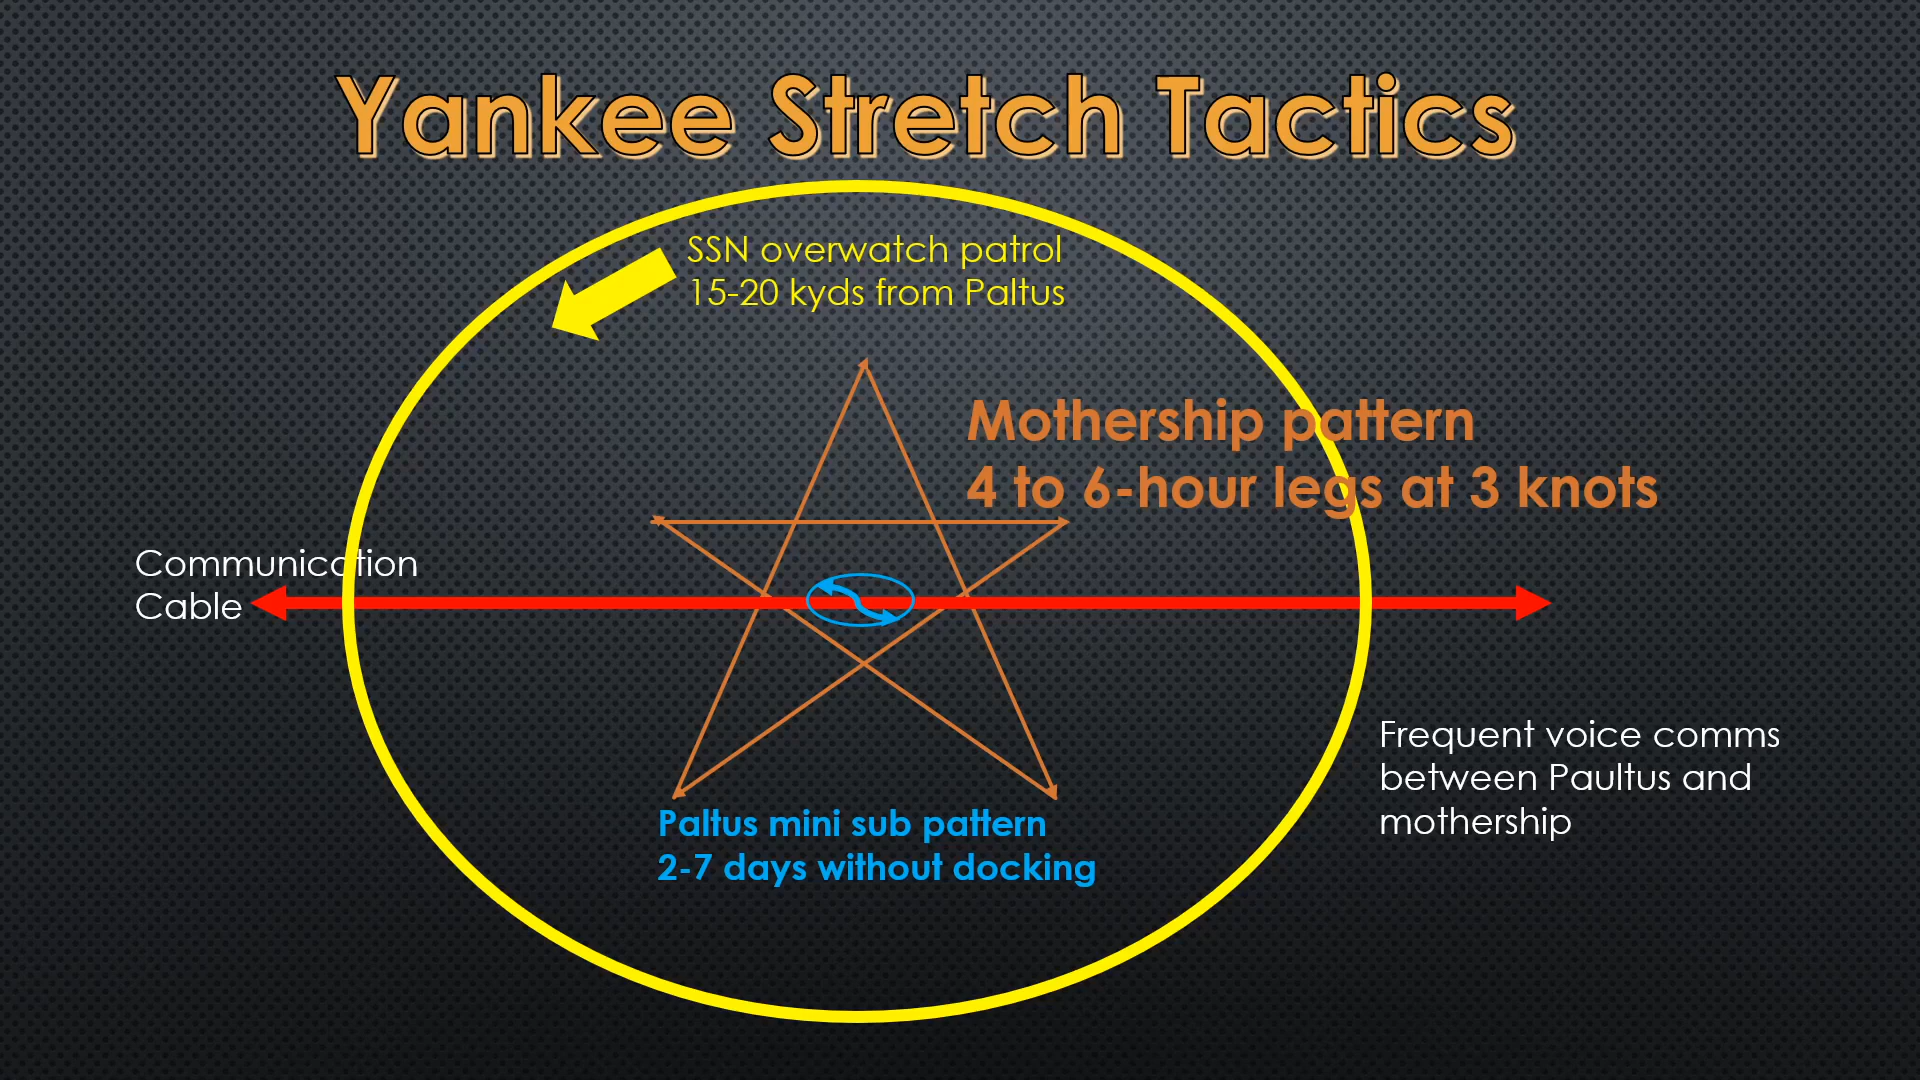 Yankee Stretch Tactics
SSN overwatch patrol
15-20 kyds from Paltus
Mothership pattern
4 to 6-hour legs at 3 knots
Communication
Cable
Frequent voice comms
between Paultus and
mothership
Paltus mini sub pattern
2-7 days without docking